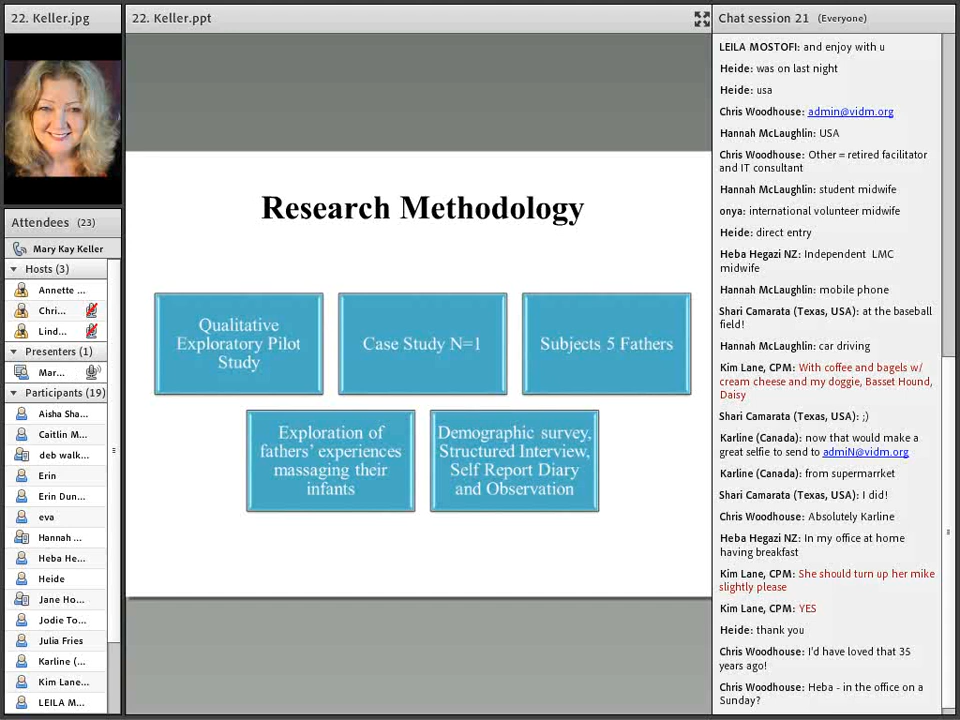 22. Keller.jpg
22. Keller.ppt
Chat session 21 (Everyone)
Attendees (23)
Mary Kay Keller
Hosts (3)
Annette ...
Chri...
Lind...
Presenters (1)
Mar...
Participants (19)
Aisha Sha...
Caitlin M...
deb walk...
Erin
Erin Dun...
eva
Hannah ...
Heba He...
Heide
Jane Ho...
Jodie To...
Julia Fries
Karline (...
Kim Lane...
LEILA M...
Research Methodology
Qualitative
Exploratory Pilot
Study
Case Study N=1
Subjects 5 Fathers
Exploration of
fathers' experiences
massaging their
infants
Demographic survey,
Structured Interview,
Self Report Diary
and Observation
LEILA MOSTOFI: and enjoy with u
Heide: was on last night
Heide: usa
Chris Woodhouse: admin@vidm.org
Hannah McLaughlin: USA
Chris Woodhouse: Other = retired facilitator
and IT consultant
Hannah McLaughlin: student midwife
onya: international volunteer midwife
Heide: direct entry
Heba Hegazi NZ: Independent LMC
midwife
Hannah McLaughlin: mobile phone
Shari Camarata (Texas, USA): at the baseball
field!
Hannah McLaughlin: car driving
Kim Lane, CPM: With coffee and bagels w/
cream cheese and my doggie, Basset Hound,
Daisy
Shari Camarata (Texas, USA): ;)
Karline (Canada): now that would make a
great selfie to send to admiN@vidm.org
Karline (Canada): from supermarrket
Shari Camarata (Texas, USA): I did!
Chris Woodhouse: Absolutely Karline
Heba Hegazi NZ: In my office at home
having breakfast
Kim Lane, CPM: She should turn up her mike
slightly please
Kim Lane, CPM: YES
Heide: thank you
Chris Woodhouse: I'd have loved that 35
years ago!
Chris Woodhouse: Heba - in the office on a
Sunday?